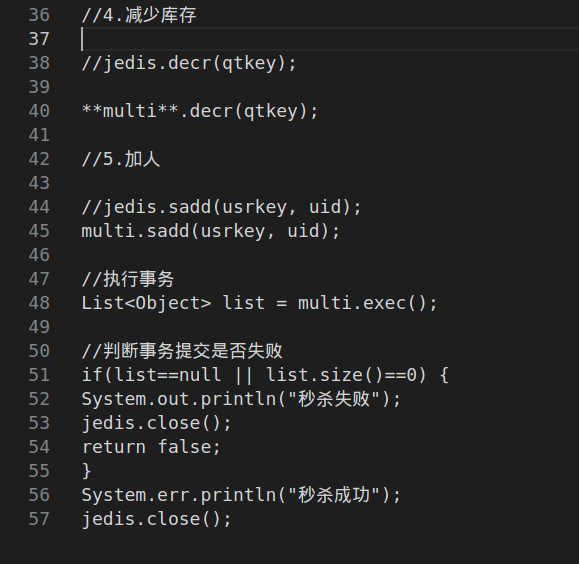 36 //4.减少库存
37
38 //jedis.decr(qtkey);
39
40 **multi**.decr(qtkey);
41
42 //5.加人
43
44 //jedis.sadd(usrkey, uid);
45 multi.sadd(usrkey, uid);
46
47 //执行事务
48 List<Object> list = multi.exec();
49
50 //判断事务提交是否失败
51 if(list==null || list.size()==0) {
52 System.out.println("秒杀失败");
53 jedis.close();
54 return false;
55 }
56 System.err.println("秒杀成功");
57 jedis.close();